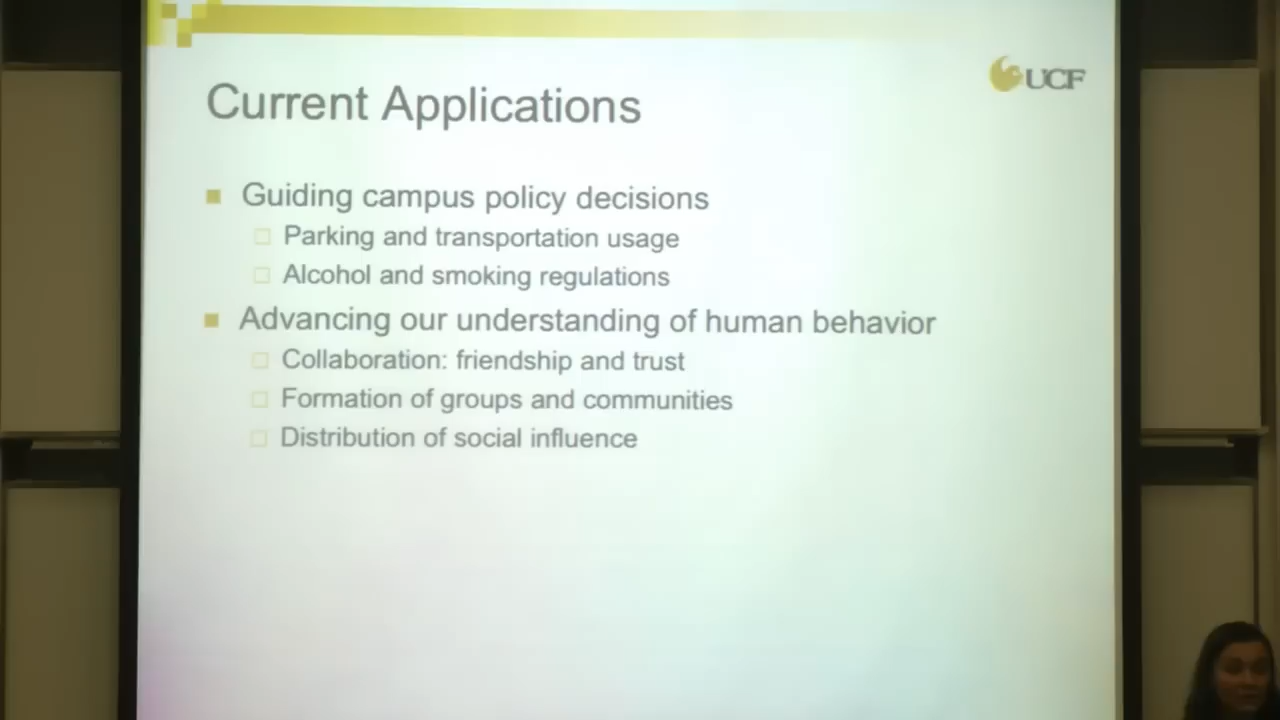 UCF
Current Applications
Guiding campus policy decisions
Parking and transportation usage
Alcohol and smoking regulations
Advancing our understanding of human behavior
Collaboration: friendship and trust
Formation of groups and communities
Distribution of social influence